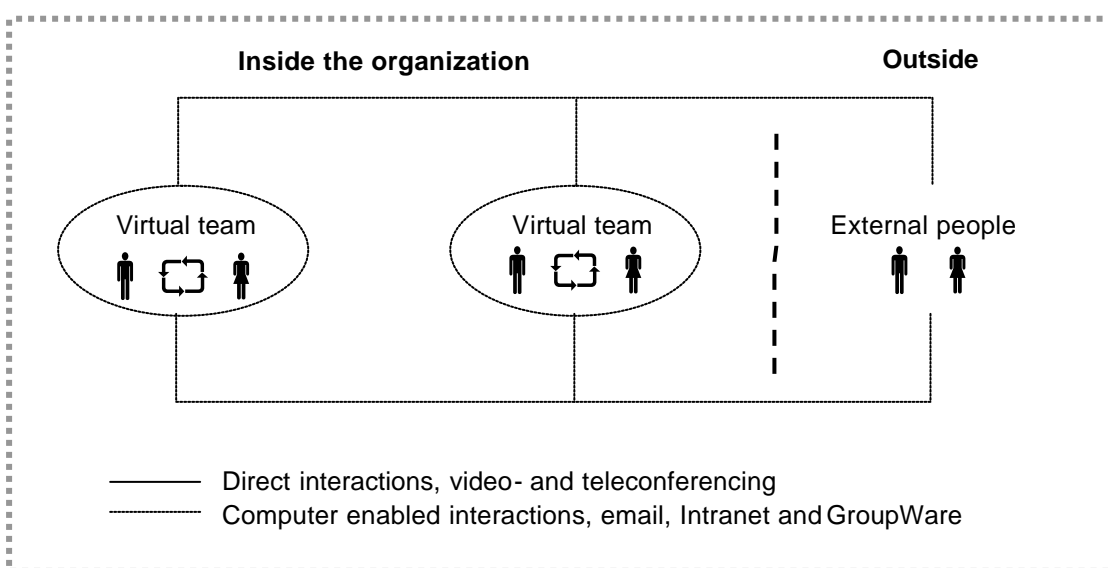 Inside the organization
Outside
Virtual team
Virtual team
External people
Direct interactions, video- and teleconferencing
Computer enabled interactions, email, Intranet and GroupWare